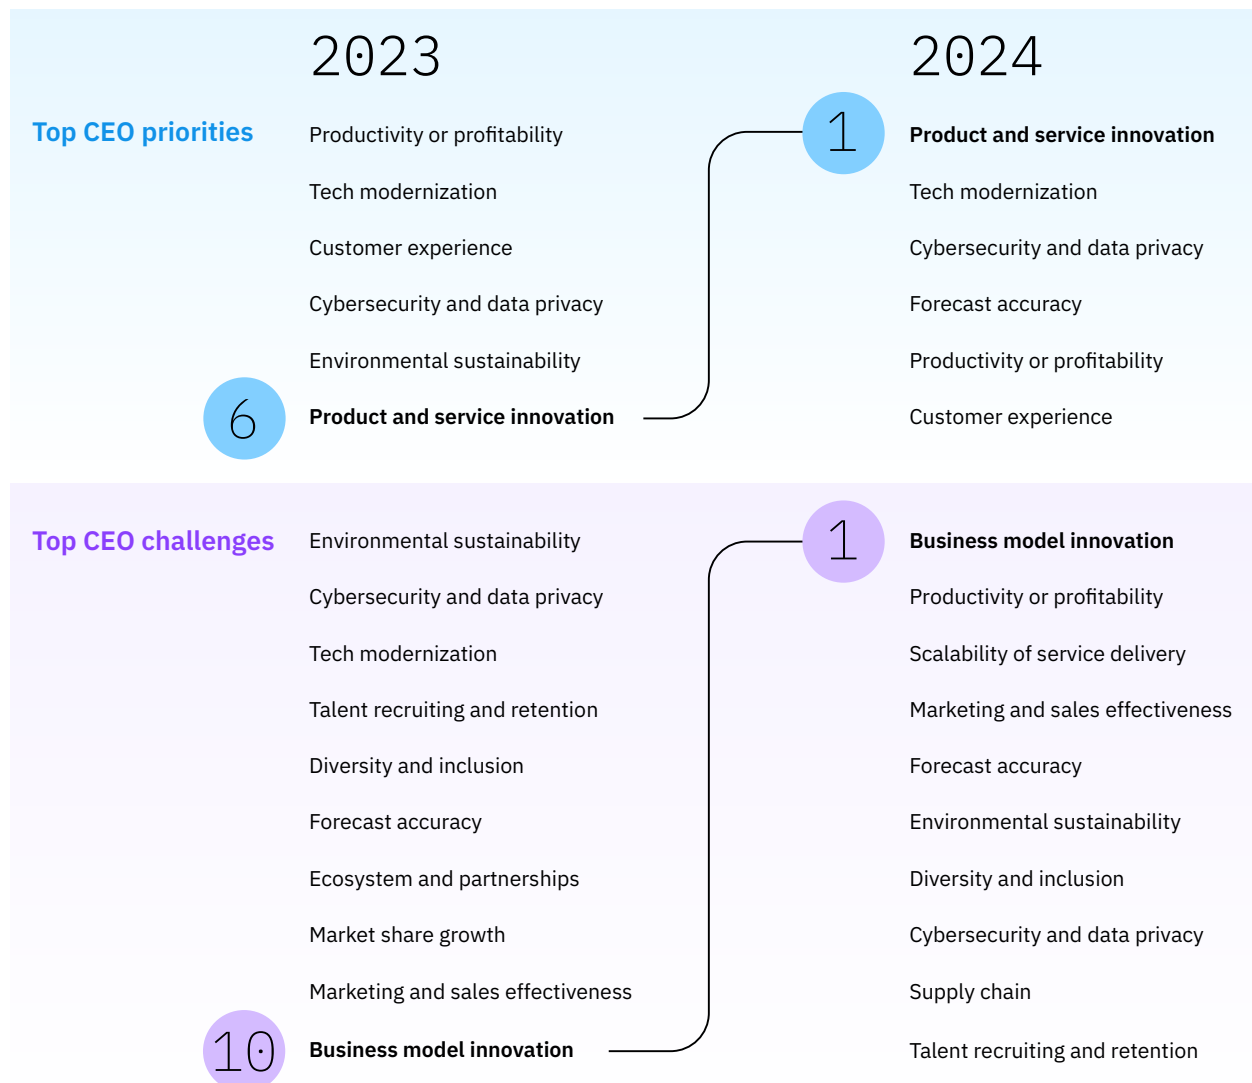 2023
2024
Top CEO priorities
Productivity or profitability
Tech modernization
Customer experience
Cybersecurity and data privacy
Environmental sustainability
6
Product and service innovation
1
Product and service innovation
Tech modernization
Cybersecurity and data privacy
Forecast accuracy
Productivity or profitability
Customer experience
Top CEO challenges
Environmental sustainability
Cybersecurity and data privacy
Tech modernization
Talent recruiting and retention
Diversity and inclusion
Forecast accuracy
Ecosystem and partnerships
Market share growth
Marketing and sales effectiveness
10
Business model innovation
1
Business model innovation
Productivity or profitability
Scalability of service delivery
Marketing and sales effectiveness
Forecast accuracy
Environmental sustainability
Diversity and inclusion
Cybersecurity and data privacy
Supply chain
Talent recruiting and retention